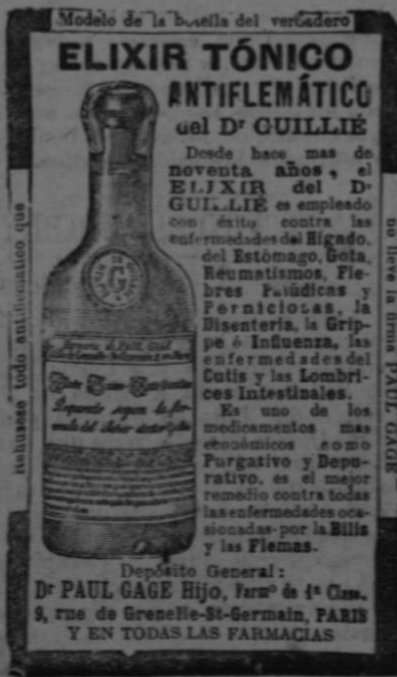 Modelo de la botella del verdadero
ELIXIR TÓNICO
ANTIFLEMÁTICO
del Dr GUILLIÉ
Desde hace mas de
noventa años, el
ELIXIR del Dr
GUILLIÉ es empleado
con éxito contra las
enfermedades del Hígado,
del Estómago, Gota,
Reumatismos, Fie-
bres Palúdicas y
Perniciosas, la
Disenteria, la Grip-
pe ó Influenza, las
enfermedades del
Cutis y las Lombri-
ces Intestinales.
Es uno de los
medicamentos mas
económicos como
Purgativo y Depu-
rativo, es el mejor
remedio contra todas
las enfermedades oca-
sionadas por la Bilis
y las Flemas.
Depósito General:
Dr PAUL GAGE Hijo, Farmo de 1a Clase.
9, rue de Grenelle-St-Germain, PARIS
Y EN TODAS LAS FARMACIAS
Rehusese todo antiflematico que
no lleve la firma PAUL GAGE
G